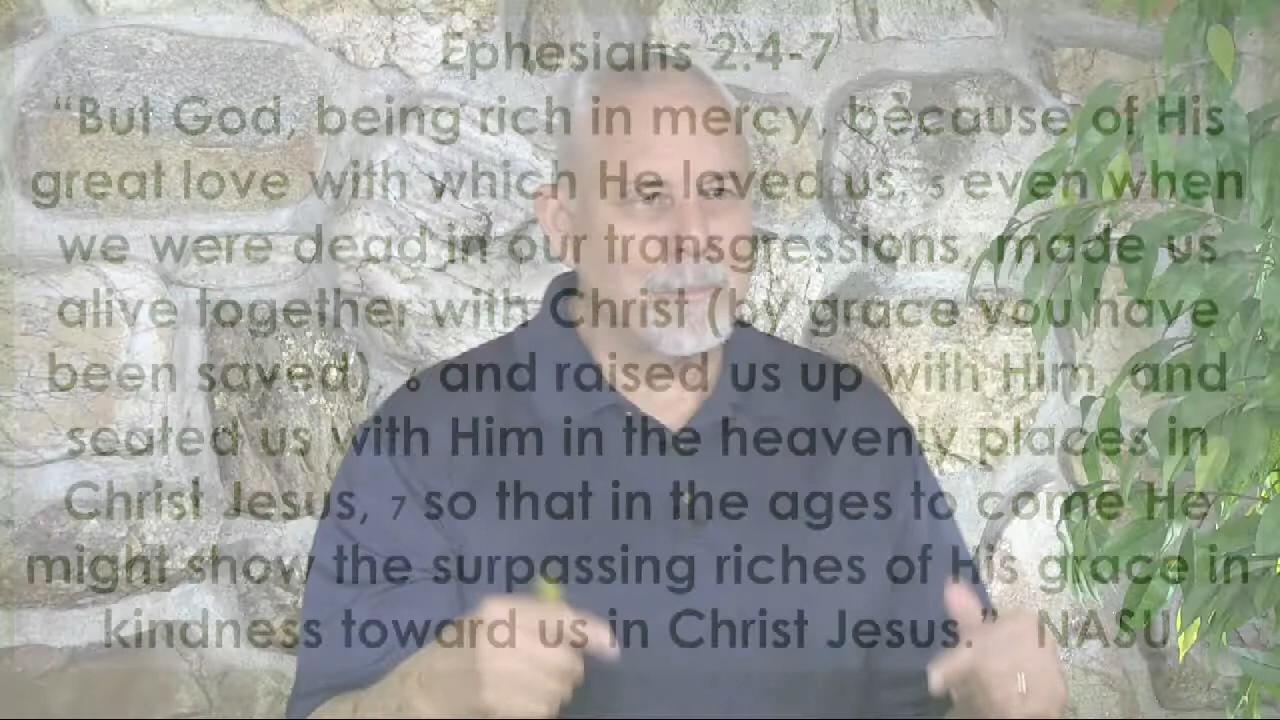 Ephesians 2:4-7
“But God, being rich in mercy, because of His
great love with which He loved us, 5 even when
we were dead in our transgressions, made us
alive together with Christ (by grace you have
been saved), 6 and raised us up with Him, and
seated us with Him in the heavenly places in
Christ Jesus, 7 so that in the ages to come He
might show the surpassing riches of His grace in
kindness toward us in Christ Jesus.” NASU